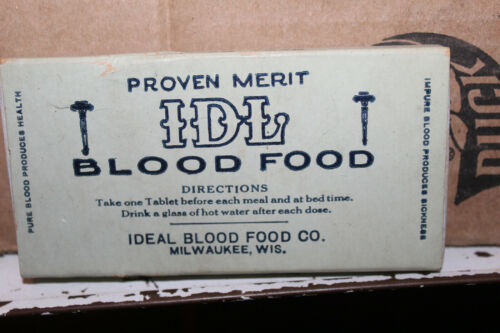 PROVEN MERIT
IDL
BLOOD FOOD
DIRECTIONS
Take one Tablet before each meal and at bed time.
Drink a glass of hot water after each dose.
IDEAL BLOOD FOOD CO.
MILWAUKEE, WIS.
PURE BLOOD PRODUCES HEALTH
IMPURE BLOOD PRODUCES SICKNESS
DUCK